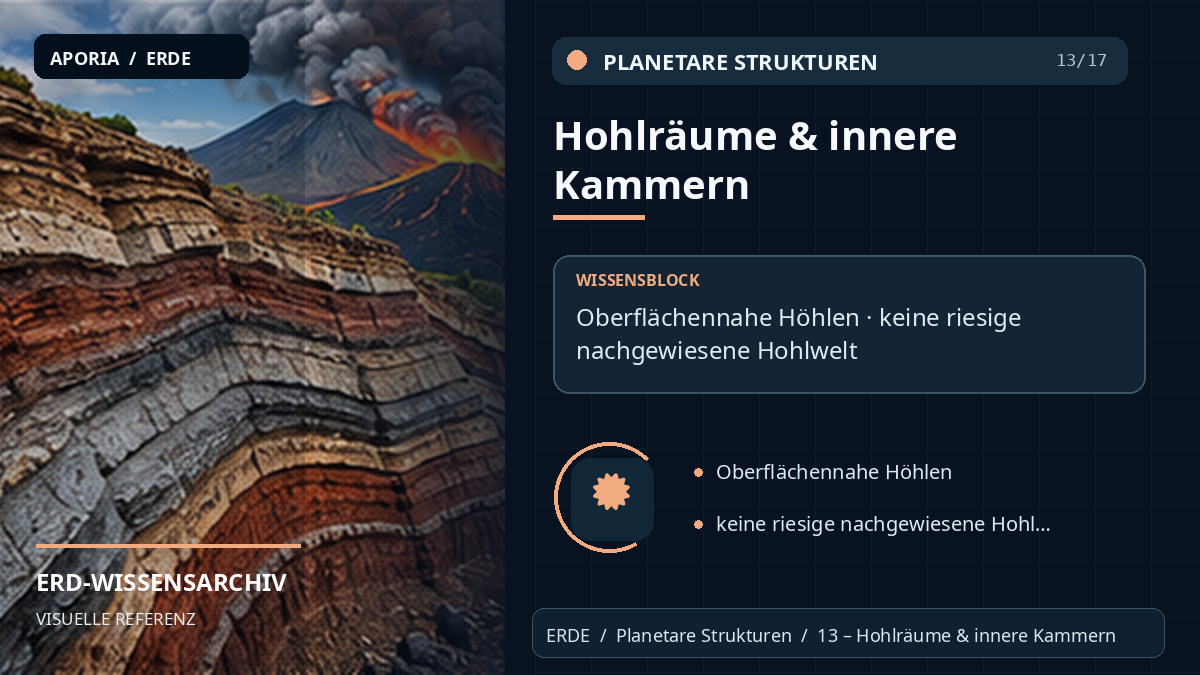 APORIA / ERDE
PLANETARE STRUKTUREN
13/17
Hohlräume & innere
Kammern
WISSENSBLOCK
Oberflächennahe Höhlen · keine riesige
nachgewiesene Hohlwelt
Oberflächennahe Höhlen
keine riesige nachgewiesene Hohl…
ERD-WISSENSARCHIV
VISUELLE REFERENZ
ERDE / Planetare Strukturen / 13 – Hohlräume & innere Kammern